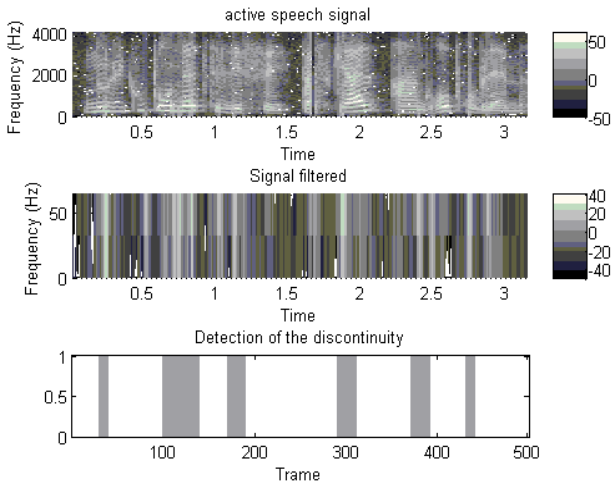 active speech signal
Frequency (Hz)
4000
2000
0
0.5 1 1.5 2 2.5 3
Time
50
0
-50
Signal filtered
Frequency (Hz)
50
0
0.5 1 1.5 2 2.5 3
Time
40
20
0
-20
-40
Detection of the discontinuity
1
0.5
0
100 200 300 400 500
Trame